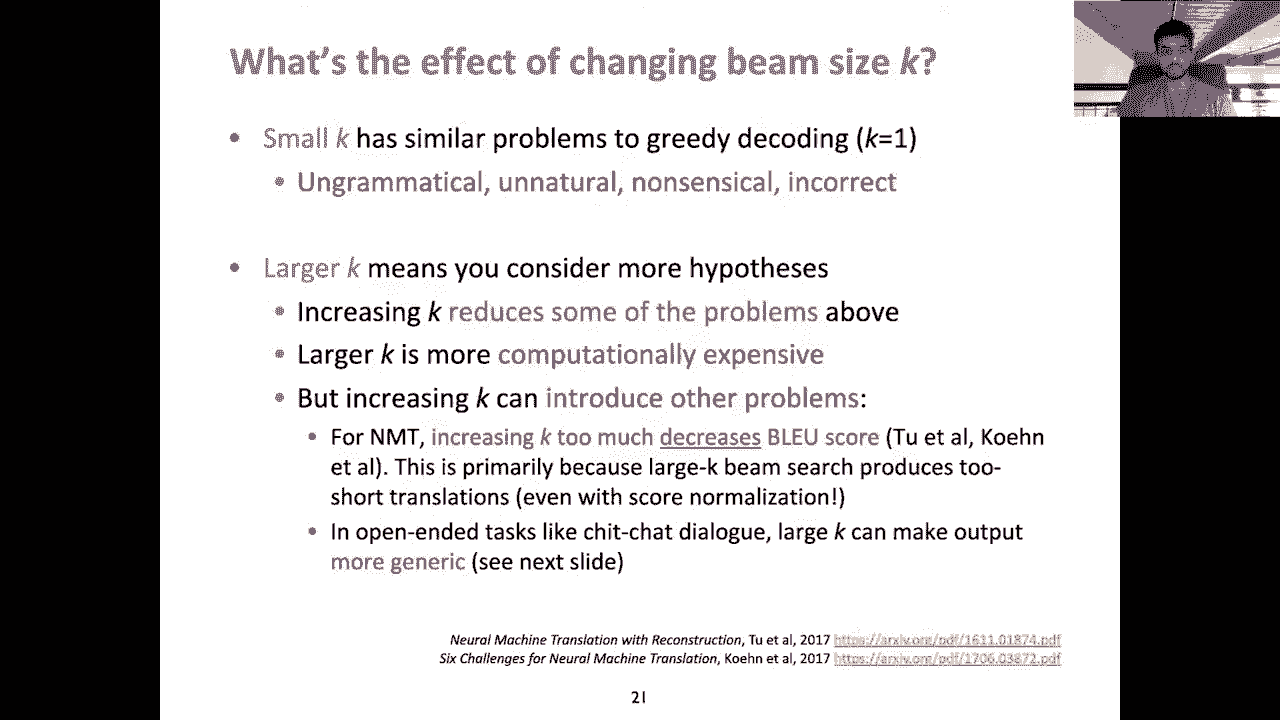 What's the effect of changing beam size k?
• Small k has similar problems to greedy decoding (k=1)
• Ungrammatical, unnatural, nonsensical, incorrect
• Larger k means you consider more hypotheses
• Increasing k reduces some of the problems above
• Larger k is more computationally expensive
• But increasing k can introduce other problems:
• For NMT, increasing k too much decreases BLEU score (Tu et al, Koehn
et al). This is primarily because large-k beam search produces too-
short translations (even with score normalization!)
• In open-ended tasks like chit-chat dialogue, large k can make output
more generic (see next slide)
Neural Machine Translation with Reconstruction, Tu et al, 2017 https://arxiv.org/pdf/1611.01874.pdf
Six Challenges for Neural Machine Translation, Koehn et al, 2017 https://arxiv.org/pdf/1706.03872.pdf
21